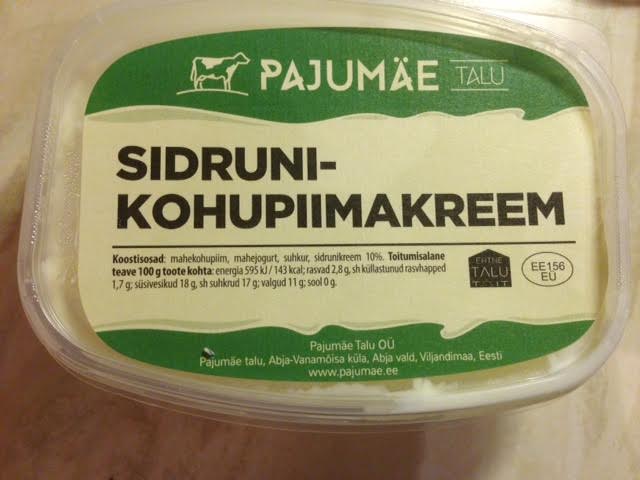 PAJUMÄE TALU
SIDRUNI-
KOHUPIIMAKREEM
Koostisosad: mahekohupiim, mahejogurt, suhkur, sidrunikreem 10%. Toitumisalane
teave 100 g toote kohta: energia 595 kJ / 143 kcal; rasvad 2,8 g, sh küllastunud rasvhapped
1,7 g; süsivesikud 18 g, sh suhkrud 17 g; valgud 11 g; sool 0 g.
EHTNE
TALU
TOIT
EE156
EÜ
Pajumäe Talu OÜ
Pajumäe talu, Abja-Vanamõisa küla, Abja vald, Viljandimaa, Eesti
www.pajumae.ee